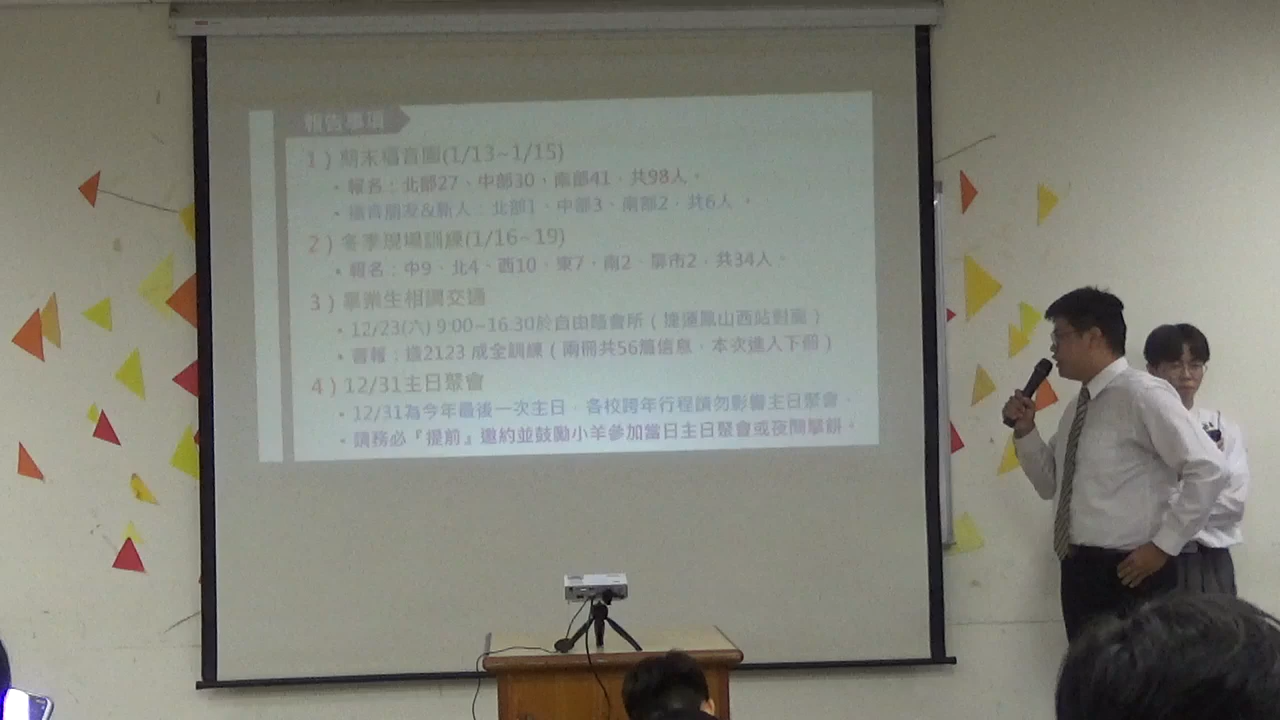 報告事項
1）期末福音團(1/13~1/15)
・報名：北部27、中部30、南部41，共98人。
・福音朋友&新人：北部1、中部3、南部2，共6人。
2）冬季現場訓練(1/16~19)
・報名：中9、北4、西10、東7、南2、屏市2，共34人。
3）畢業生相調交通
・12/23(六) 9:00~16:30於自由路會所（捷運鳳山西站對面）
・書報：2123 成全訓練（兩冊共56篇信息，本次進入下冊）
4）12/31主日聚會
・12/31為今年最後一次主日，各校跨年行程請勿影響主日聚會。
・請務必『提前』邀約並鼓勵小羊參加當日主日聚會或夜間擘餅。